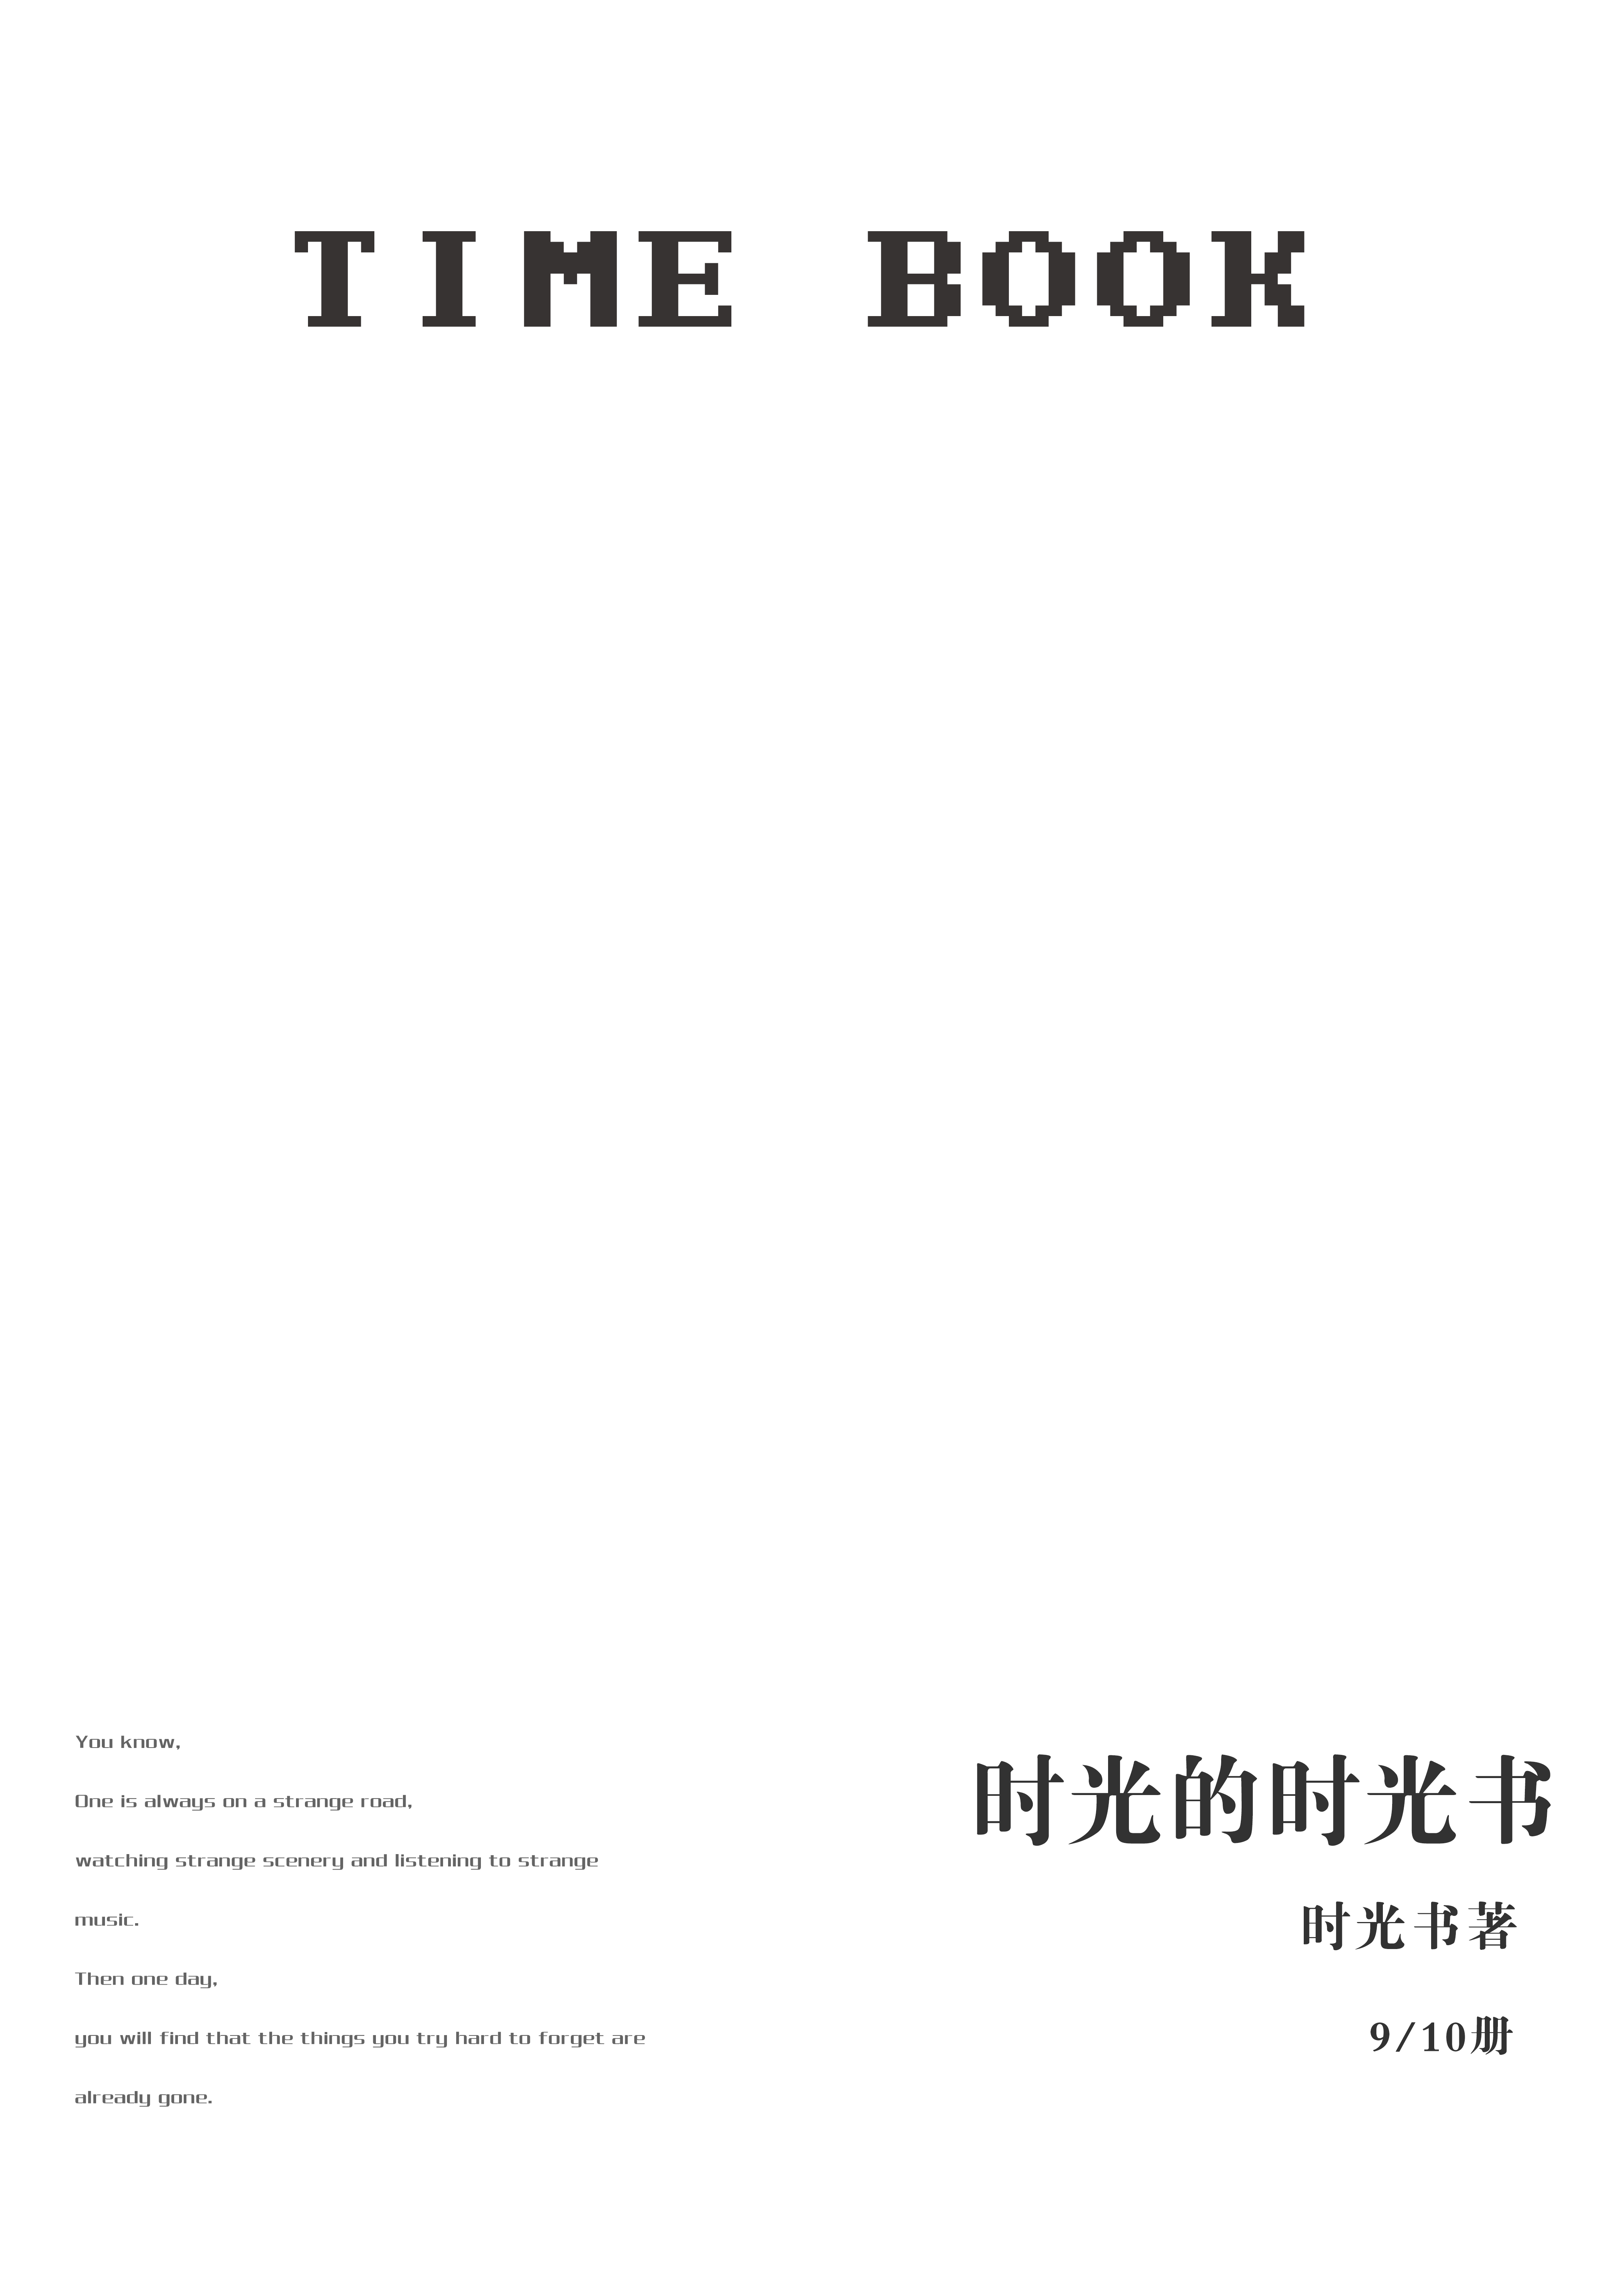 TIME BOOK
You know,
One is always on a strange road,
watching strange scenery and listening to strange
music.
Then one day,
you will find that the things you try hard to forget are
already gone.
时光的时光书
时光书著
9/10册